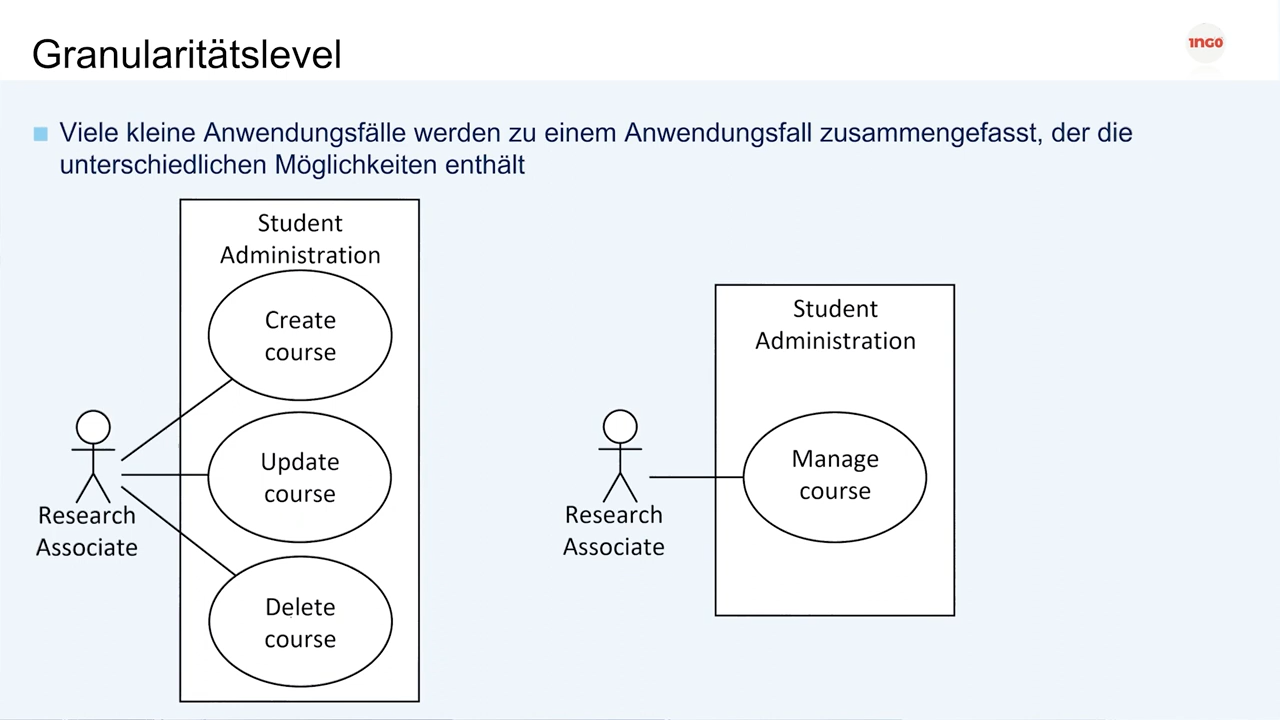 Granularitätslevel
1NGO
Viele kleine Anwendungsfälle werden zu einem Anwendungsfall zusammengefasst, der die
unterschiedlichen Möglichkeiten enthält
Student
Administration
Create
course
Update
course
Delete
course
Research
Associate
Student
Administration
Manage
course
Research
Associate